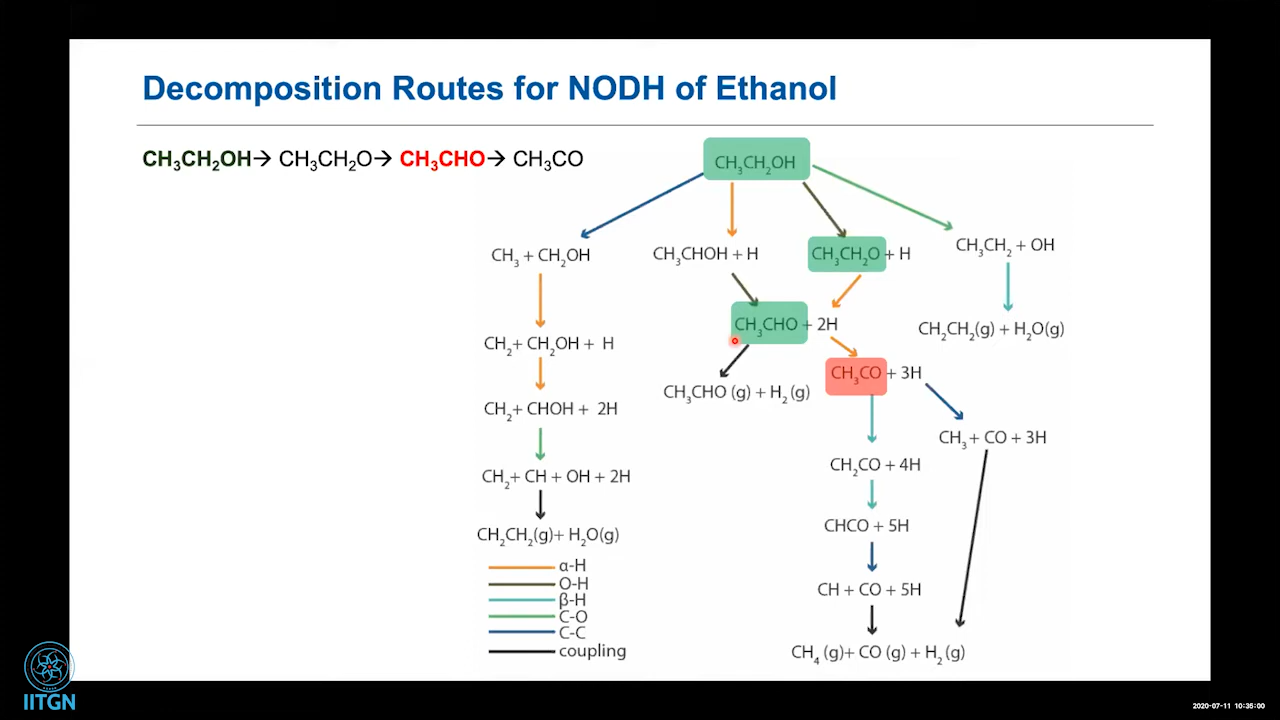 Decomposition Routes for NODH of Ethanol
CH₃CH₂OH→ CH₃CH₂O→ CH₃CHO→ CH₃CO
CH₃CH₂OH
CH₃ + CH₂OH
CH₃CHOH + H
CH₃CH₂O + H
CH₃CH₂ + OH
CH₃CHO + 2H
CH₂CH₂(g) + H₂O(g)
CH₂+ CH₂OH + H
CH₃CO + 3H
CH₃CHO (g) + H₂ (g)
CH₂+ CHOH + 2H
CH₃ + CO + 3H
CH₂CO + 4H
CH₂+ CH + OH + 2H
CHCO + 5H
CH₂CH₂(g)+ H₂O(g)
CH + CO + 5H
CH₄ (g)+ CO (g) + H₂ (g)
α-H
O-H
β-H
C-O
C-C
coupling
IITGN
2020-07-11 10:35:00